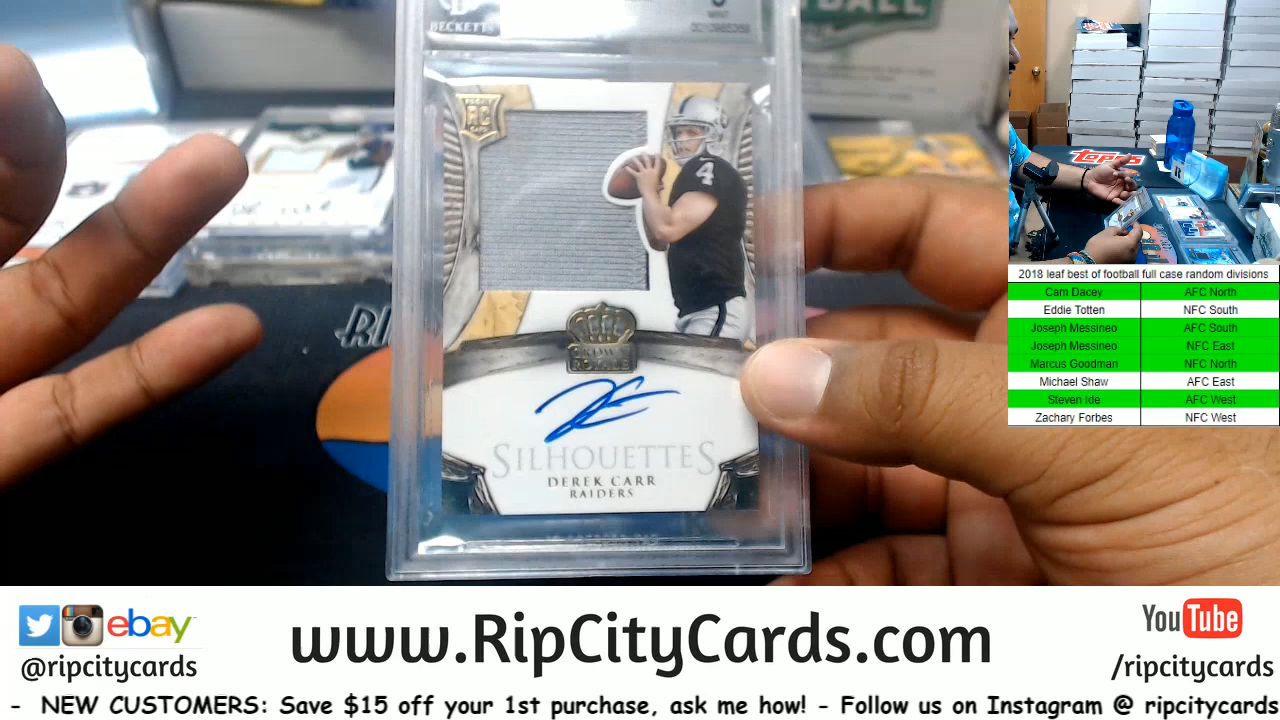 BECKETT
MINT
RC
4
CROWN
ROYALE
SILHOUETTES
DEREK CARR
RAIDERS
TOPPS
2018 leaf best of football full case random divisions
Cam Dacey AFC North
Eddie Totten NFC South
Joseph Messineo AFC South
Joseph Messineo NFC East
Marcus Goodman NFC North
Michael Shaw AFC East
Steven Ide AFC West
Zachary Forbes NFC West
ebay
@ripcitycards
www.RipCityCards.com
YouTube
/ripcitycards
- NEW CUSTOMERS: Save $15 off your 1st purchase, ask me how! - Follow us on Instagram @ ripcitycards